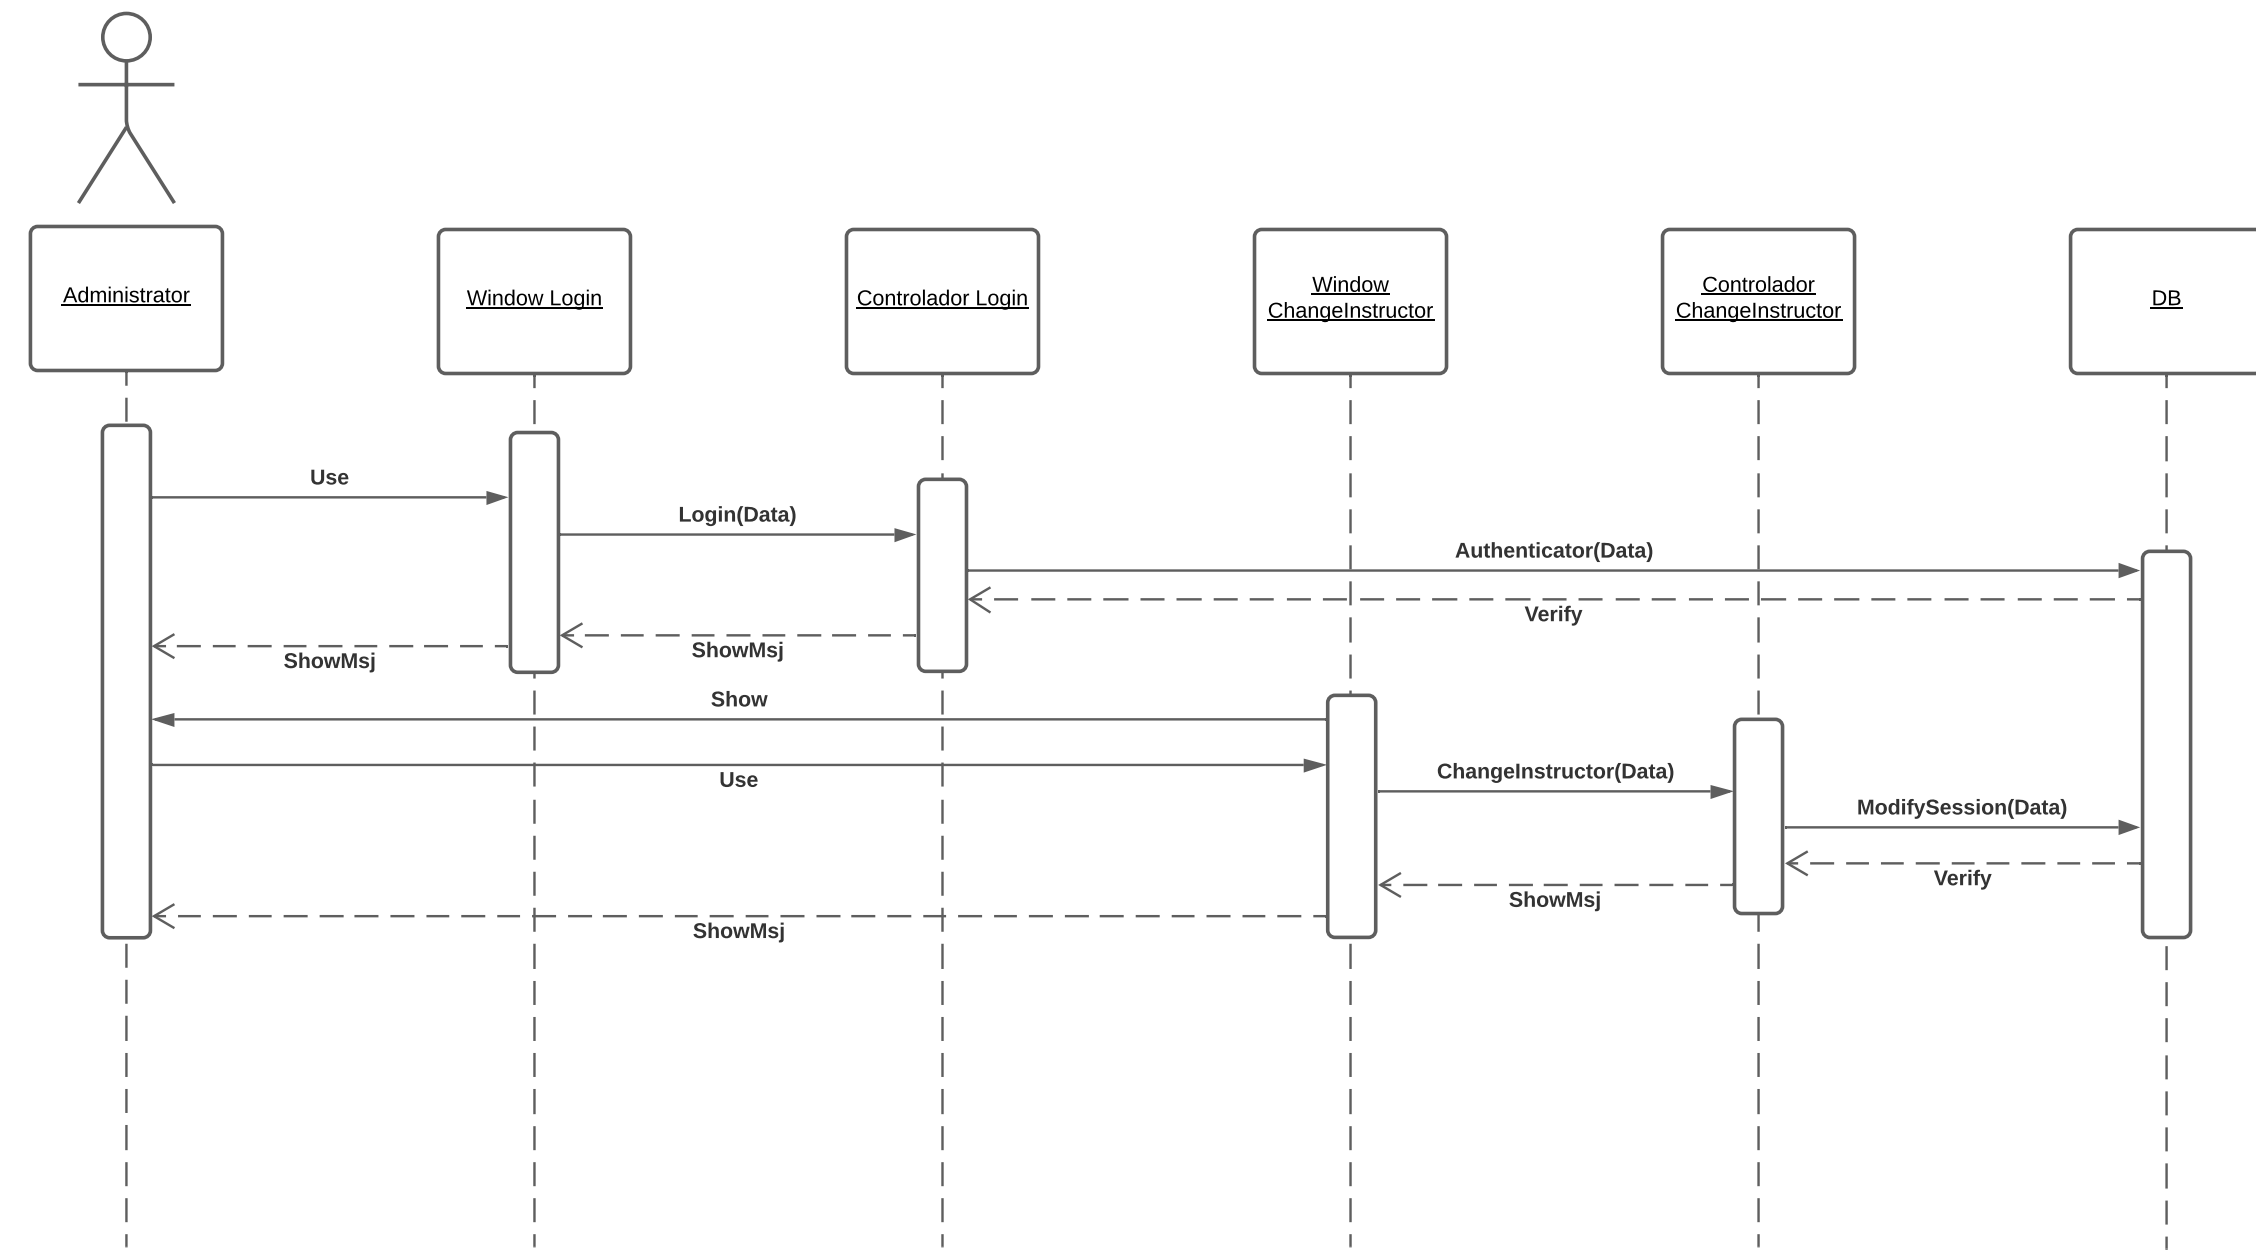 Administrator
Window Login
Controlador Login
Window
ChangeInstructor
Controlador
ChangeInstructor
DB
Use
Login(Data)
Authenticator(Data)
Verify
ShowMsj
ShowMsj
Show
Use
ChangeInstructor(Data)
ModifySession(Data)
Verify
ShowMsj
ShowMsj